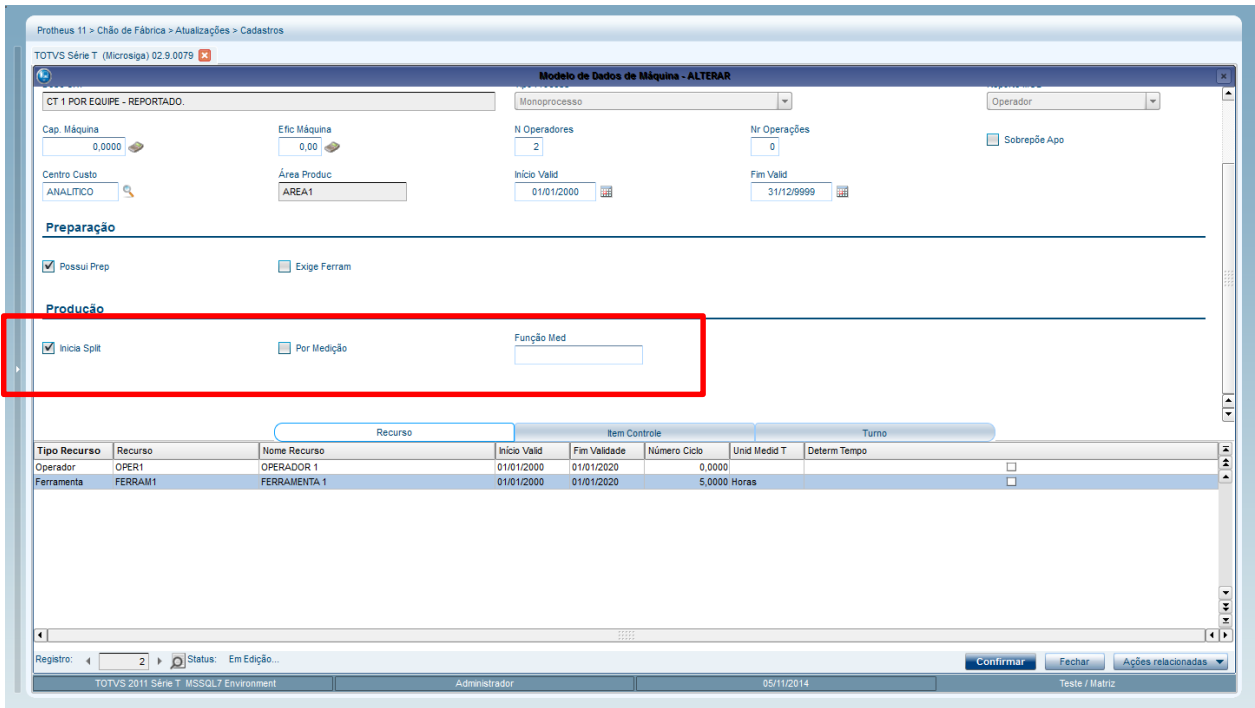 Protheus 11 > Chão de Fábrica > Atualizações > Cadastros
TOTVS Série T (Microsiga) 02.9.0079
Modelo de Dados de Máquina - ALTERAR
CT 1 POR EQUIPE - REPORTADO.
Monoprocesso
Operador
Cap. Máquina Efic Máquina N Operadores Nr Operações
0,0000 0,00 2 0 Sobrepõe Apo
Centro Custo Área Produc Início Valid Fim Valid
ANALITICO AREA1 01/01/2000 31/12/9999
Preparação
Possui Prep Exige Ferram
Produção
Função Med
Inicia Split Por Medição
Recurso Item Controle Turno
Tipo Recurso Recurso Nome Recurso Início Valid Fim Validade Número Ciclo Unid Medid T Determ Tempo
Operador OPER1 OPERADOR 1 01/01/2000 01/01/2020 0,0000
Ferramenta FERRAM1 FERRAMENTA 1 01/01/2000 01/01/2020 5,0000 Horas
Registro: 2 Status: Em Edição... Confirmar Fechar Ações relacionadas
TOTVS 2011 Série T MSSQL7 Environment Administrador 05/11/2014 Teste / Matriz